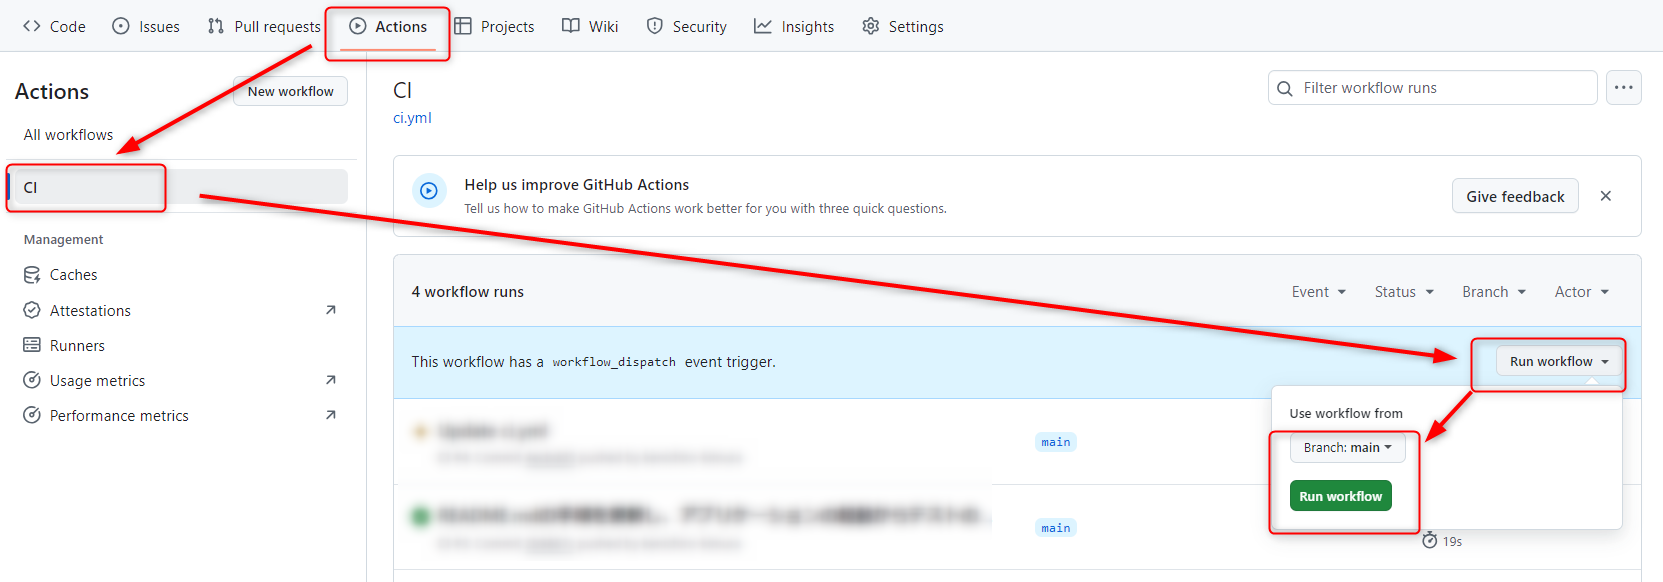 Code Issues Pull requests Actions Projects Wiki Security Insights Settings
Actions
New workflow
All workflows
CI
Management
Caches
Attestations
Runners
Usage metrics
Performance metrics
CI
ci.yml
Filter workflow runs
Help us improve GitHub Actions
Tell us how to make GitHub Actions work better for you with three quick questions.
Give feedback
4 workflow runs
Event Status Branch Actor
This workflow has a workflow_dispatch event trigger.
Run workflow
Use workflow from
Branch: main
Run workflow
main
main
19s